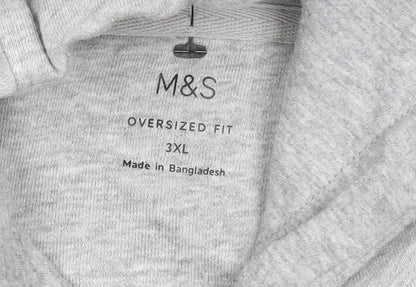 M&S
OVERSIZED FIT
3XL
Made in Bangladesh